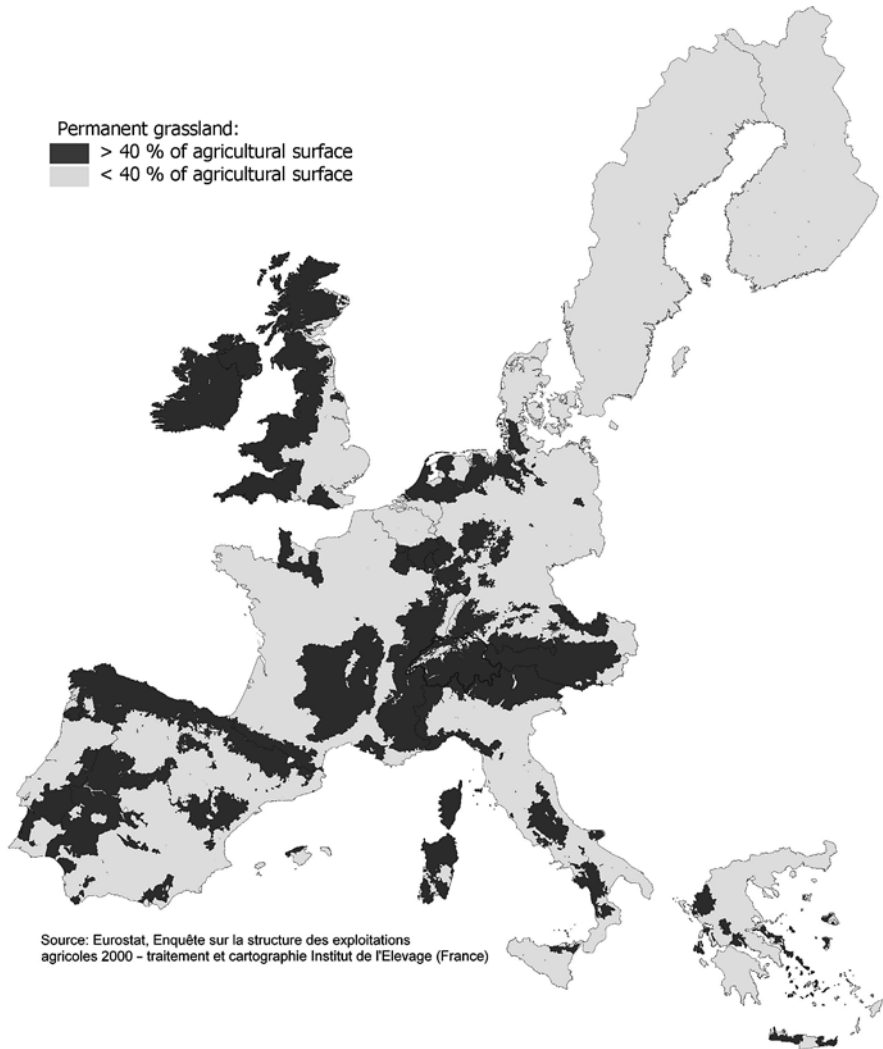 Permanent grassland:
> 40 % of agricultural surface
< 40 % of agricultural surface
Source: Eurostat, Enquête sur la structure des exploitations
agricoles 2000 – traitement et cartographie Institut de l'Elevage (France)